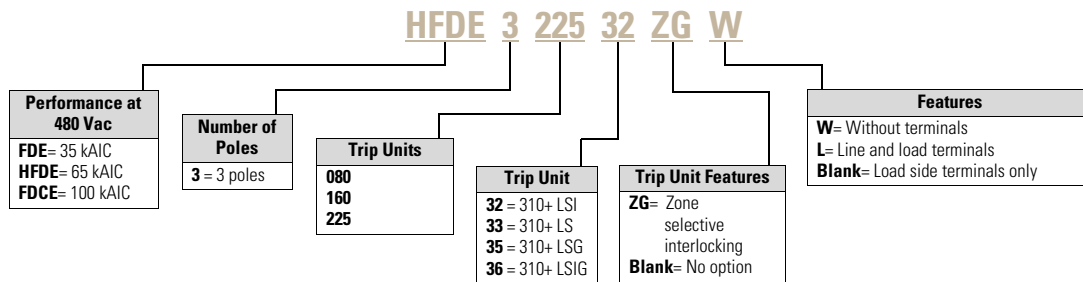 HFDE 3 225 32 ZG W
Performance at
480 Vac
FDE= 35 kAIC
HFDE= 65 kAIC
FDCE= 100 kAIC
Number of
Poles
3 = 3 poles
Trip Units
080
160
225
Trip Unit
32 = 310+ LSI
33 = 310+ LS
35 = 310+ LSG
36 = 310+ LSIG
Trip Unit Features
ZG= Zone
selective
interlocking
Blank= No option
Features
W= Without terminals
L= Line and load terminals
Blank= Load side terminals only